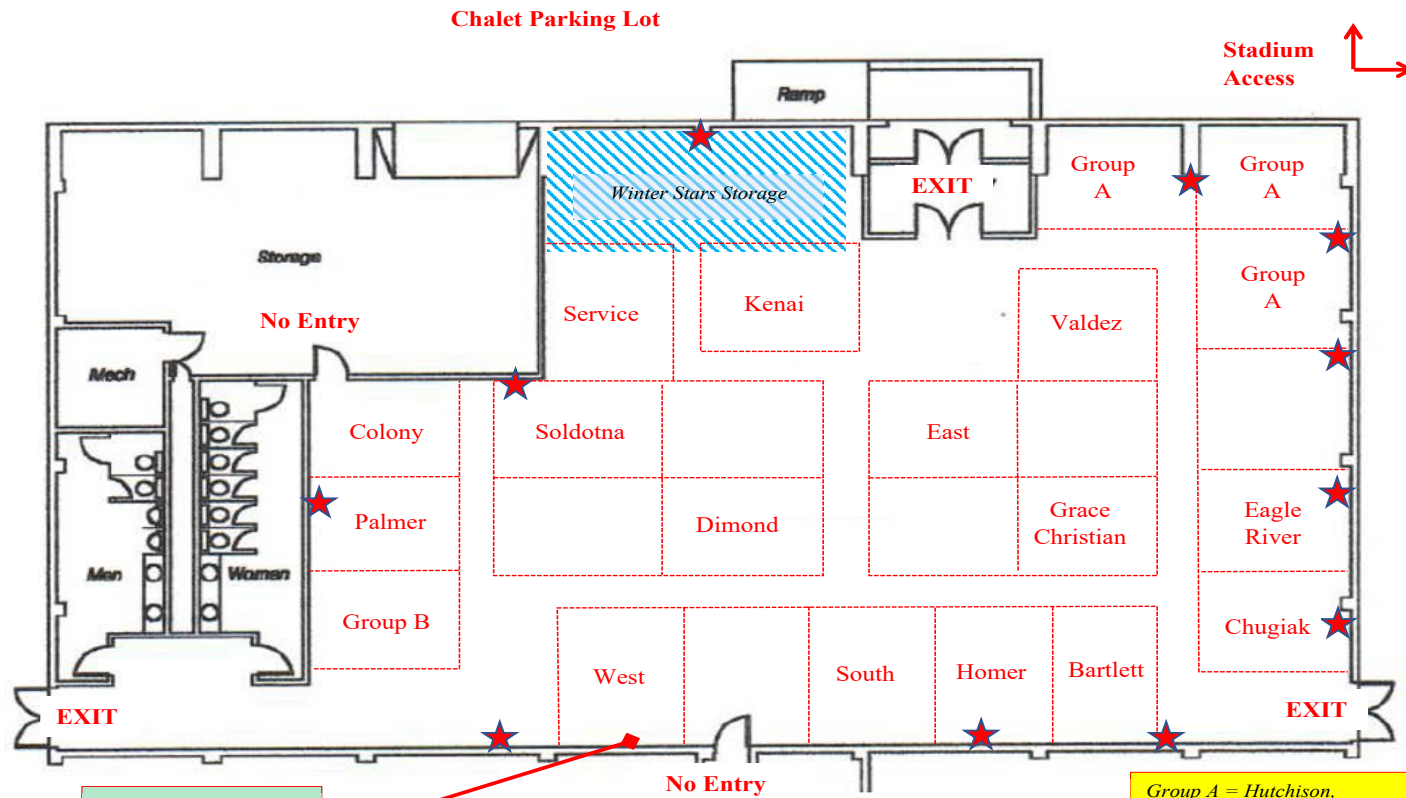 Chalet Parking Lot
Stadium
Access
Ramp
Group
A
Group
A
EXIT
Winter Stars Storage
Storage
Group
A
Kenai
Service
Valdez
No Entry
Mech
Colony
Soldotna
East
Palmer
Dimond
Grace
Christian
Eagle
River
Men
Women
Group B
Chugiak
West
South
Homer
Bartlett
EXIT
EXIT
No Entry
Group A = Hutchison,